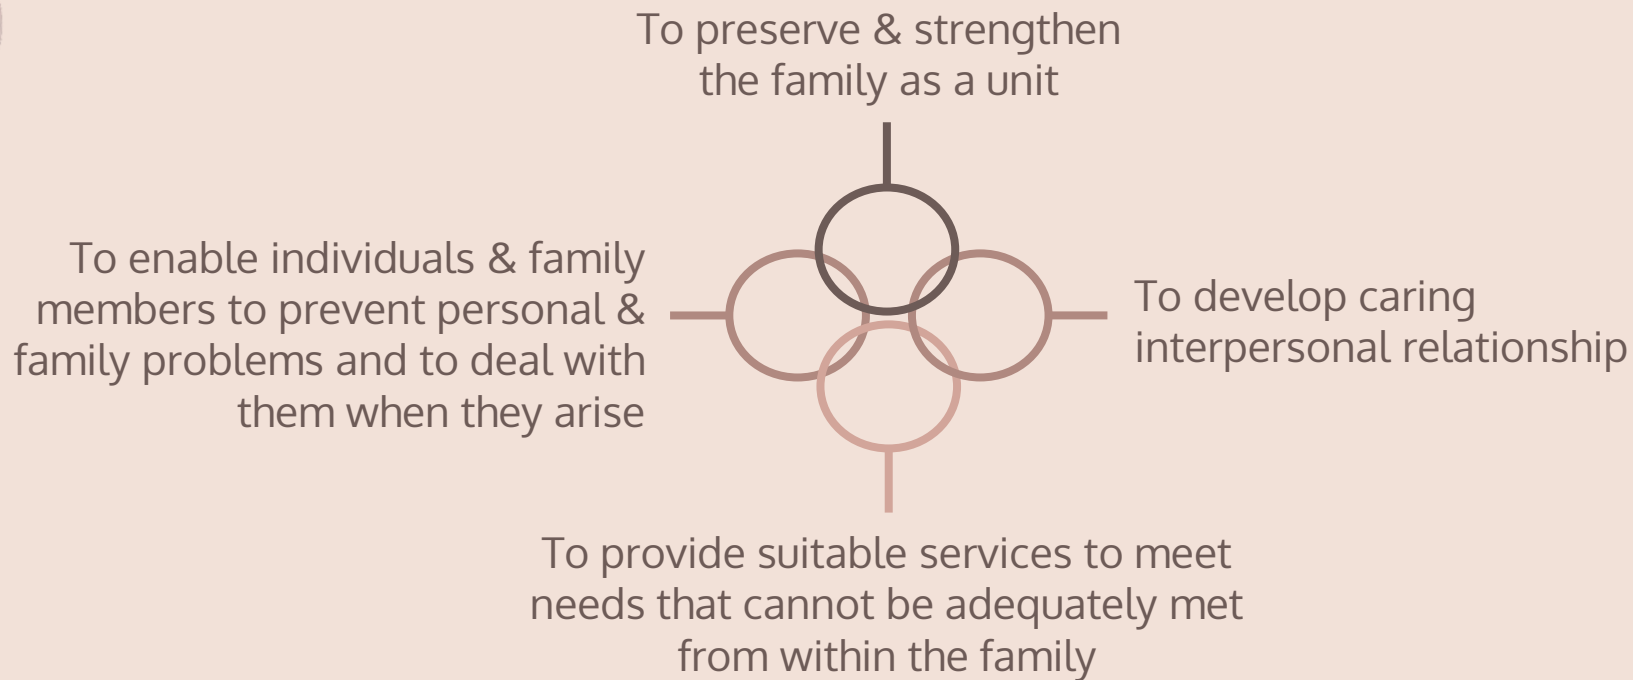 To preserve & strengthen
the family as a unit
To enable individuals & family
members to prevent personal &
family problems and to deal with
them when they arise
To develop caring
interpersonal relationship
To provide suitable services to meet
needs that cannot be adequately met
from within the family